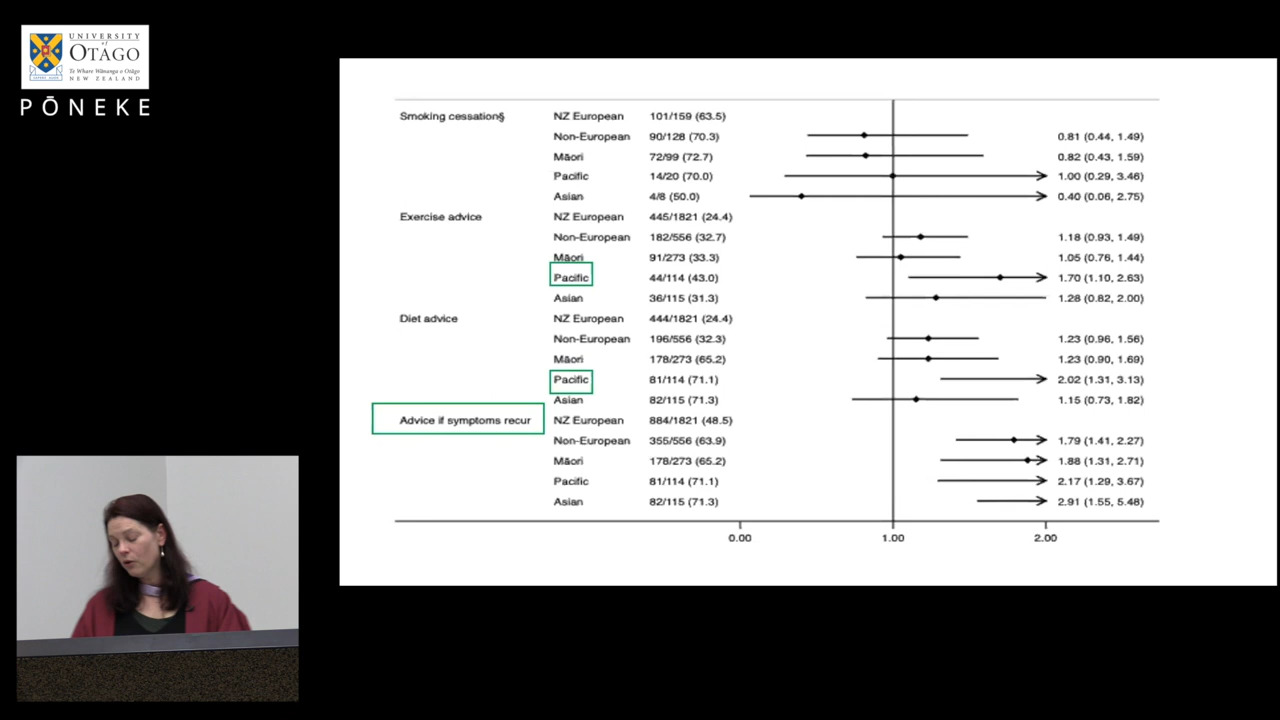 UNIVERSITY
of
OTAGO
Te Whare Wānanga o Otāgo
NEW ZEALAND
PŌNEKE
Smoking cessation§ NZ European 101/159 (63.5)
Non-European 90/128 (70.3) 0.81 (0.44, 1.49)
Māori 72/99 (72.7) 0.82 (0.43, 1.59)
Pacific 14/20 (70.0) 1.00 (0.29, 3.46)
Asian 4/8 (50.0) 0.40 (0.06, 2.75)
Exercise advice NZ European 445/1821 (24.4)
Non-European 182/556 (32.7) 1.18 (0.93, 1.49)
Māori 91/273 (33.3) 1.05 (0.76, 1.44)
Pacific 44/114 (43.0) 1.70 (1.10, 2.63)
Asian 36/115 (31.3) 1.28 (0.82, 2.00)
Diet advice NZ European 444/1821 (24.4)
Non-European 196/556 (32.3) 1.23 (0.96, 1.56)
Māori 178/273 (65.2) 1.23 (0.90, 1.69)
Pacific 81/114 (71.1) 2.02 (1.31, 3.13)
Asian 82/115 (71.3) 1.15 (0.73, 1.82)
Advice if symptoms recur NZ European 884/1821 (48.5)
Non-European 355/556 (63.9) 1.79 (1.41, 2.27)
Māori 178/273 (65.2) 1.88 (1.31, 2.71)
Pacific 81/114 (71.1) 2.17 (1.29, 3.67)
Asian 82/115 (71.3) 2.91 (1.55, 5.48)
0.00 1.00 2.00